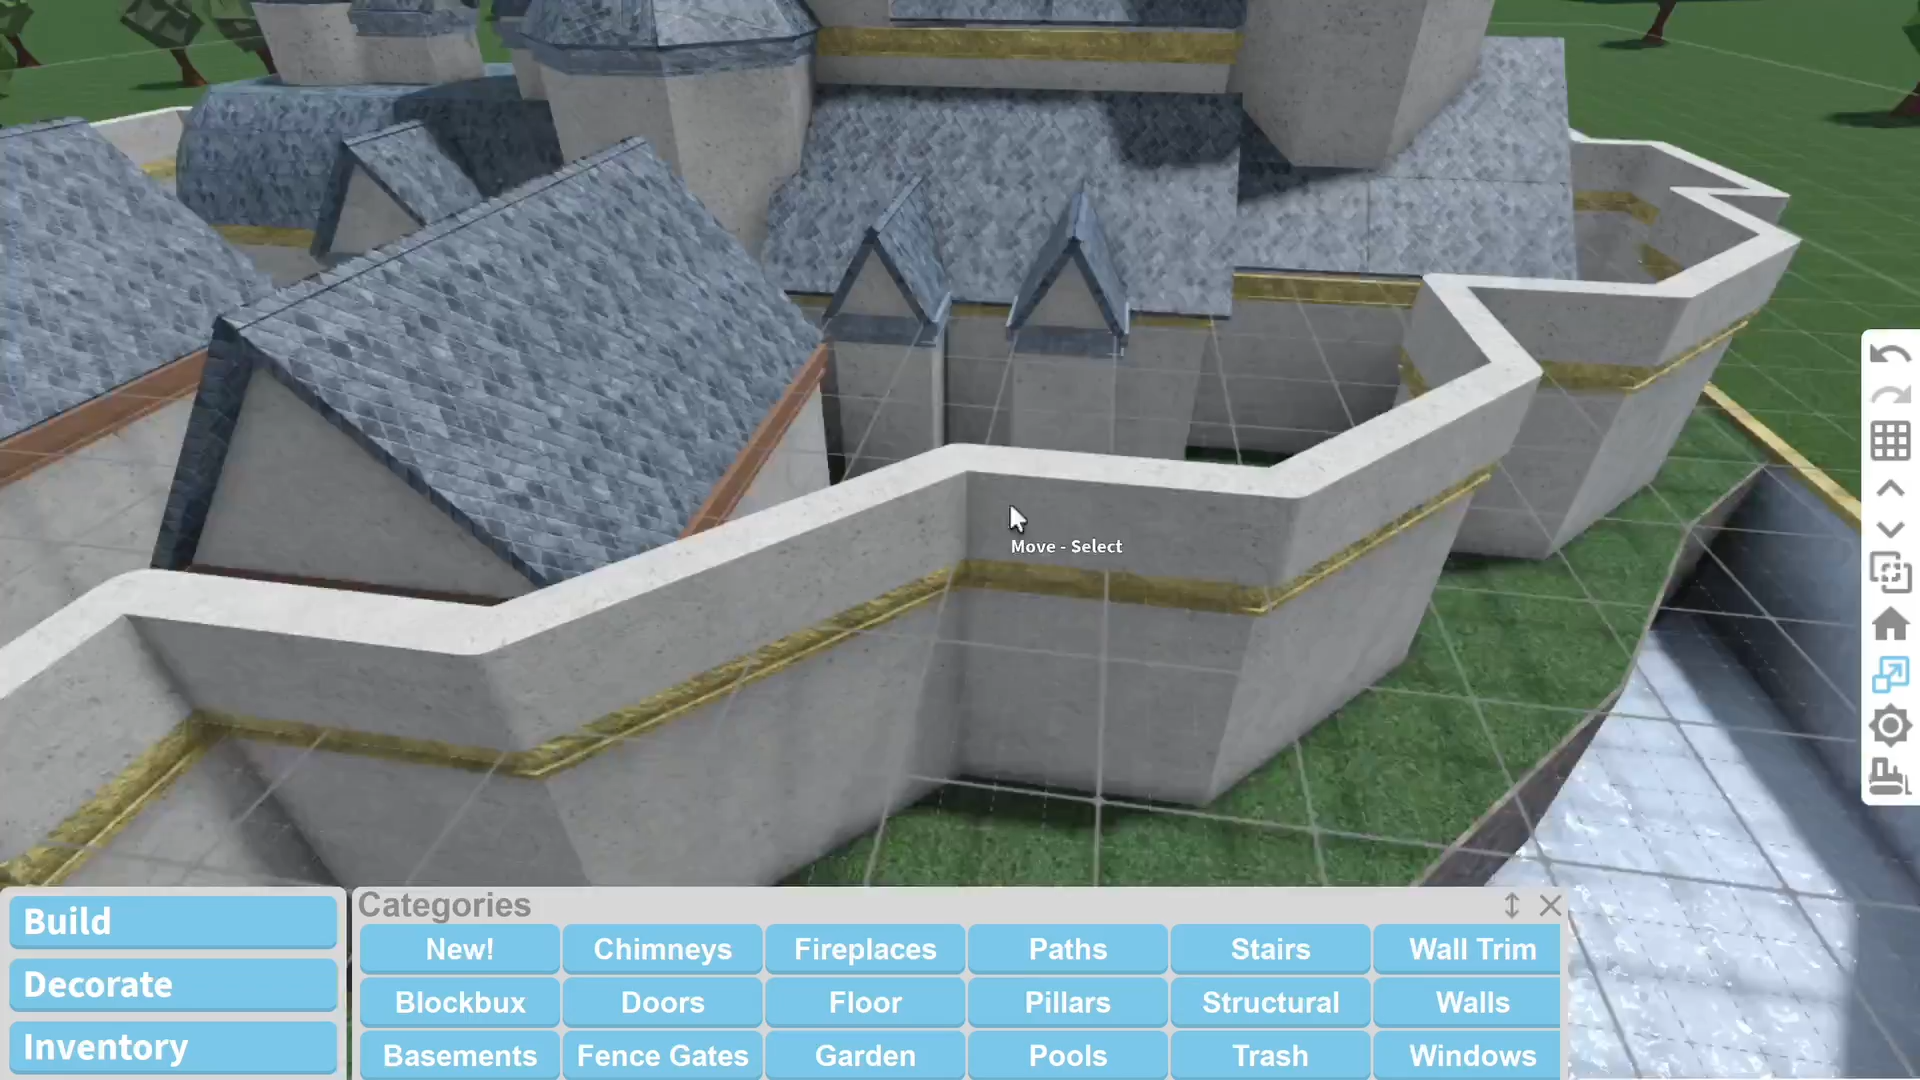 Move - Select
Build
Decorate
Inventory
Categories
New!
Chimneys
Fireplaces
Paths
Stairs
Wall Trim
Blockbux
Doors
Floor
Pillars
Structural
Walls
Basements
Fence Gates
Garden
Pools
Trash
Windows